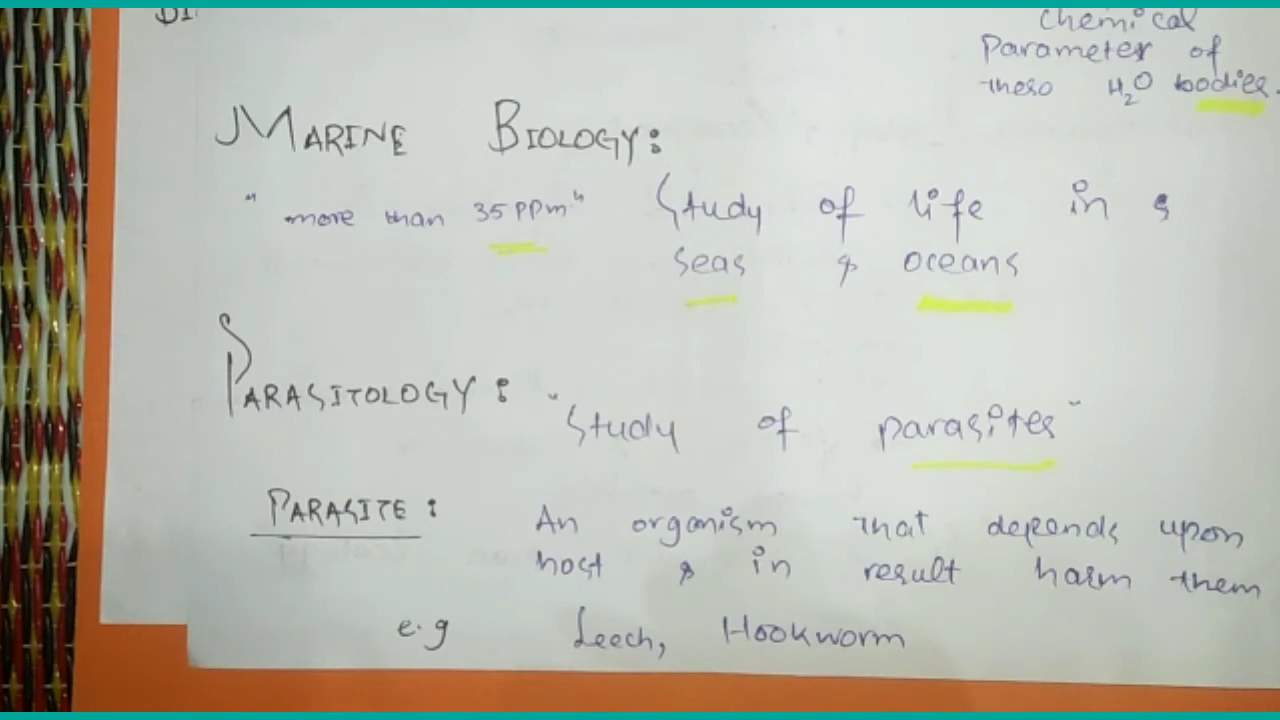 chemical
Parameter of
these H₂O bodies.
MARINE BIOLOGY:
"more than 35 PPm" Study of life in
seas & oceans
PARASITOLOGY: "Study of parasites"
PARASITE: An organism that depends upon
host & in result harm them
e.g Leech, Hookworm